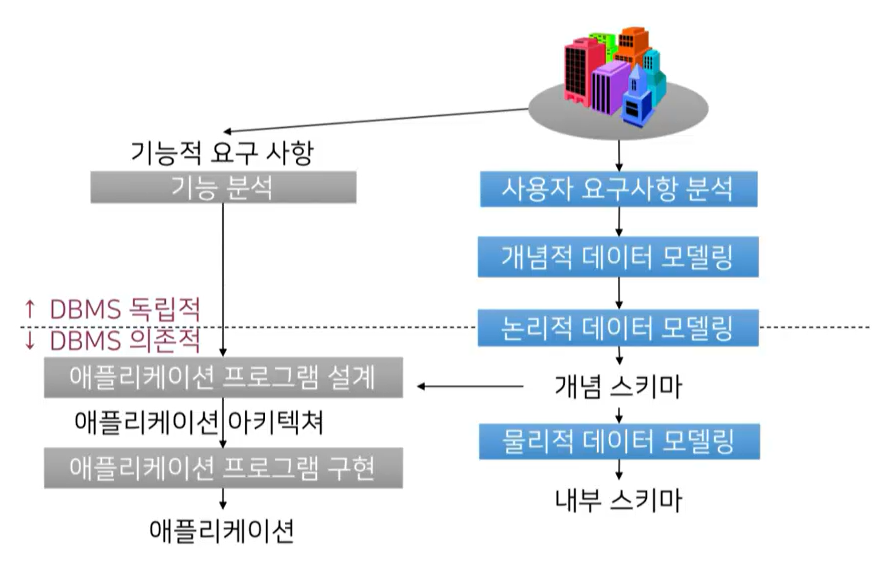 기능적 요구 사항
기능 분석
사용자 요구사항 분석
개념적 데이터 모델링
↑ DBMS 독립적
논리적 데이터 모델링
↓ DBMS 의존적
애플리케이션 프로그램 설계
개념 스키마
애플리케이션 아키텍쳐
물리적 데이터 모델링
애플리케이션 프로그램 구현
내부 스키마
애플리케이션